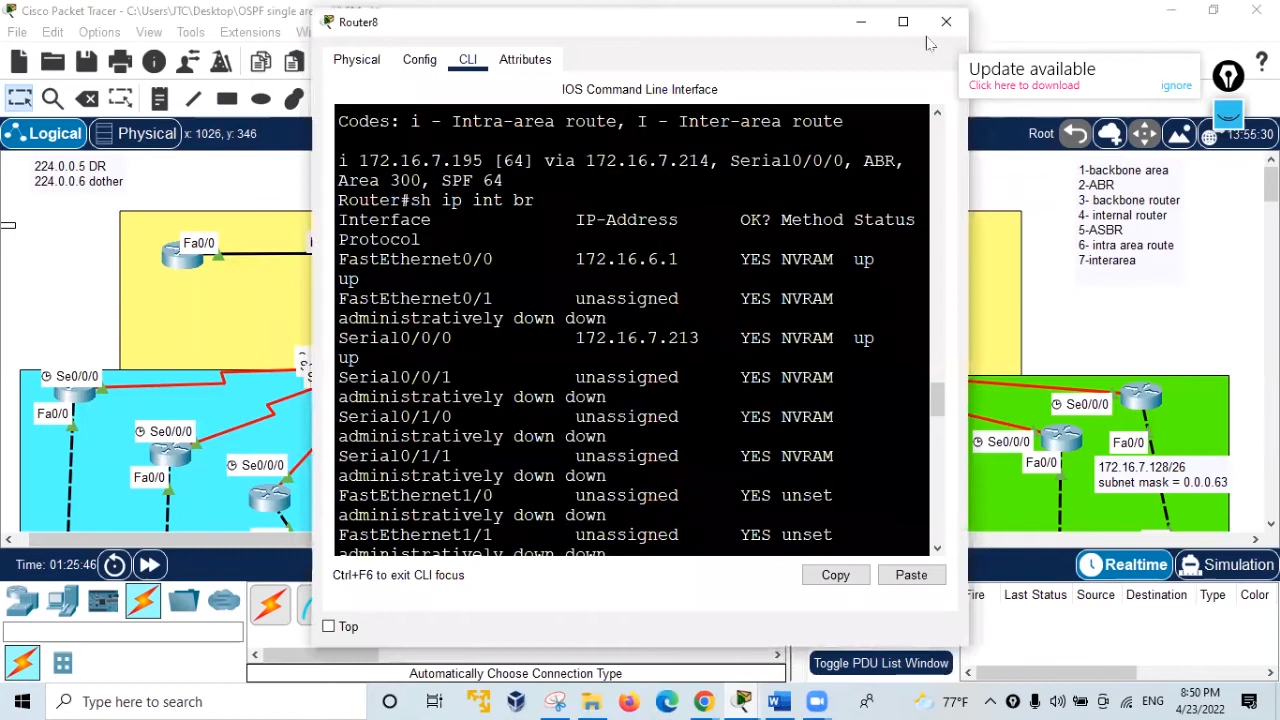 Cisco Packet Tracer - C:\Users\JTC\Desktop\OSPF single are
File Edit Options View Tools Extensions
Router8
Physical Config CLI Attributes
IOS Command Line Interface
Update available
Click here to download
ignore
Logical Physical x: 1026, y: 346
Root 13:55:30
224.0.0.5 DR
224.0.0.6 dother
Fa0/0
Se0/0/0
Fa0/0
Se0/0/0
Fa0/0
Se0/0/0
Codes: i - Intra-area route, I - Inter-area route
i 172.16.7.195 [64] via 172.16.7.214, Serial0/0/0, ABR,
Area 300, SPF 64
Router#sh ip int br
Interface IP-Address OK? Method Status
Protocol
FastEthernet0/0 172.16.6.1 YES NVRAM up
up
FastEthernet0/1 unassigned YES NVRAM
administratively down down
Serial0/0/0 172.16.7.213 YES NVRAM up
up
Serial0/0/1 unassigned YES NVRAM
administratively down down
Serial0/1/0 unassigned YES NVRAM
administratively down down
Serial0/1/1 unassigned YES NVRAM
administratively down down
FastEthernet1/0 unassigned YES unset
administratively down down
FastEthernet1/1 unassigned YES unset
administratively down down
Ctrl+F6 to exit CLI focus
Copy Paste
Top
1-backbone area
2-ABR
3- backbone router
4- internal router
5-ASBR
6- intra area route
7-interarea
Se0/0/0
Se0/0/0
Fa0/0
Fa0/0
172.16.7.128/26
subnet mask = 0.0.0.63
Time: 01:25:46
Realtime Simulation
Fire Last Status Source Destination Type Color
Automatically Choose Connection Type
Toggle PDU List Window
Type here to search
77°F
ENG
8:50 PM
4/23/2022